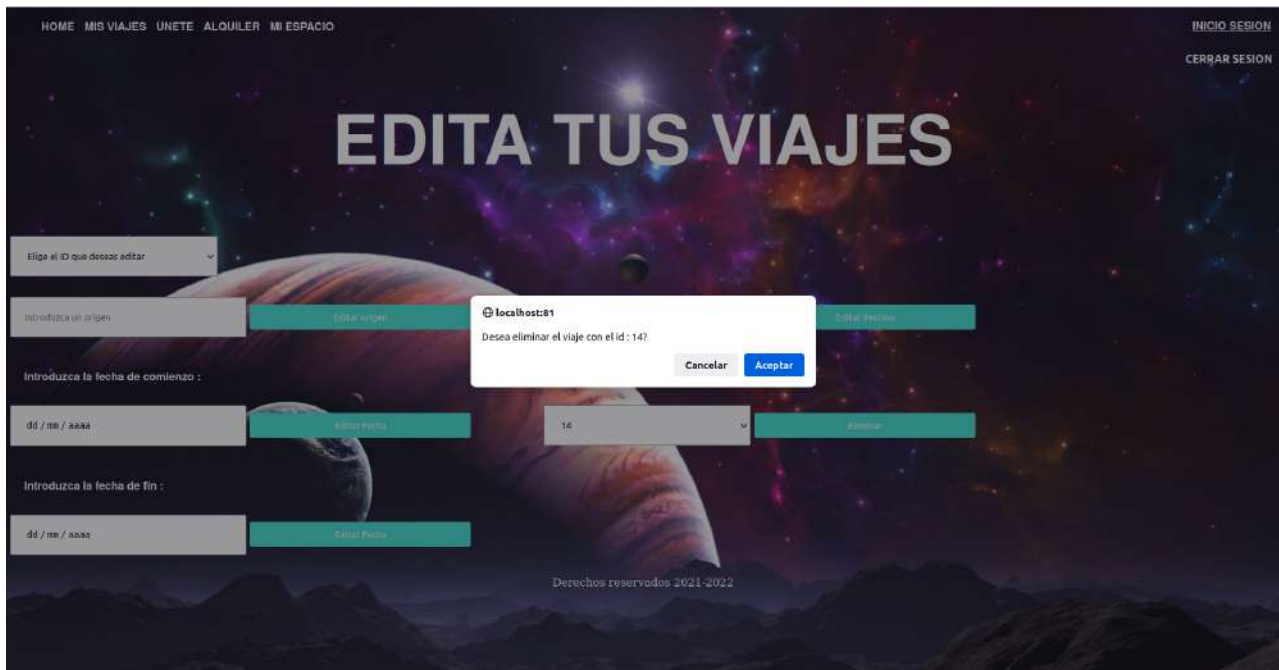 HOME MIS VIAJES ÚNETE ALQUILER MI ESPACIO
INICIO SESION
CERRAR SESION
EDITA TUS VIAJES
Elige el ID que deseas editar
Introduzca un origen
Editar origen
localhost:81
Desea eliminar el viaje con el id : 14?
Cancelar
Aceptar
Editar destino
Introduzca la fecha de comienzo :
dd / mm / aaaa
Editar Fecha
14
Eliminar
Introduzca la fecha de fin :
dd / mm / aaaa
Editar Fecha
Derechos reservados 2021-2022